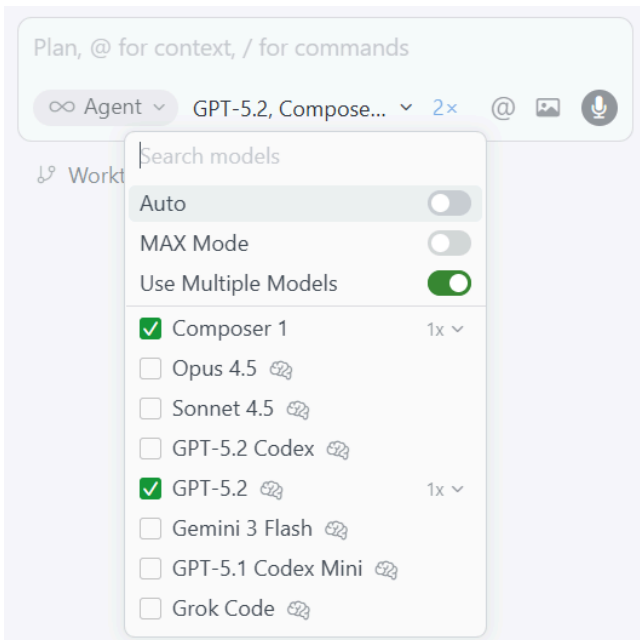 Plan, @ for context, / for commands
∞ Agent GPT-5.2, Compose... 2× @
Search models
Auto
MAX Mode
Use Multiple Models
Composer 1 1x
Opus 4.5
Sonnet 4.5
GPT-5.2 Codex
GPT-5.2 1x
Gemini 3 Flash
GPT-5.1 Codex Mini
Grok Code